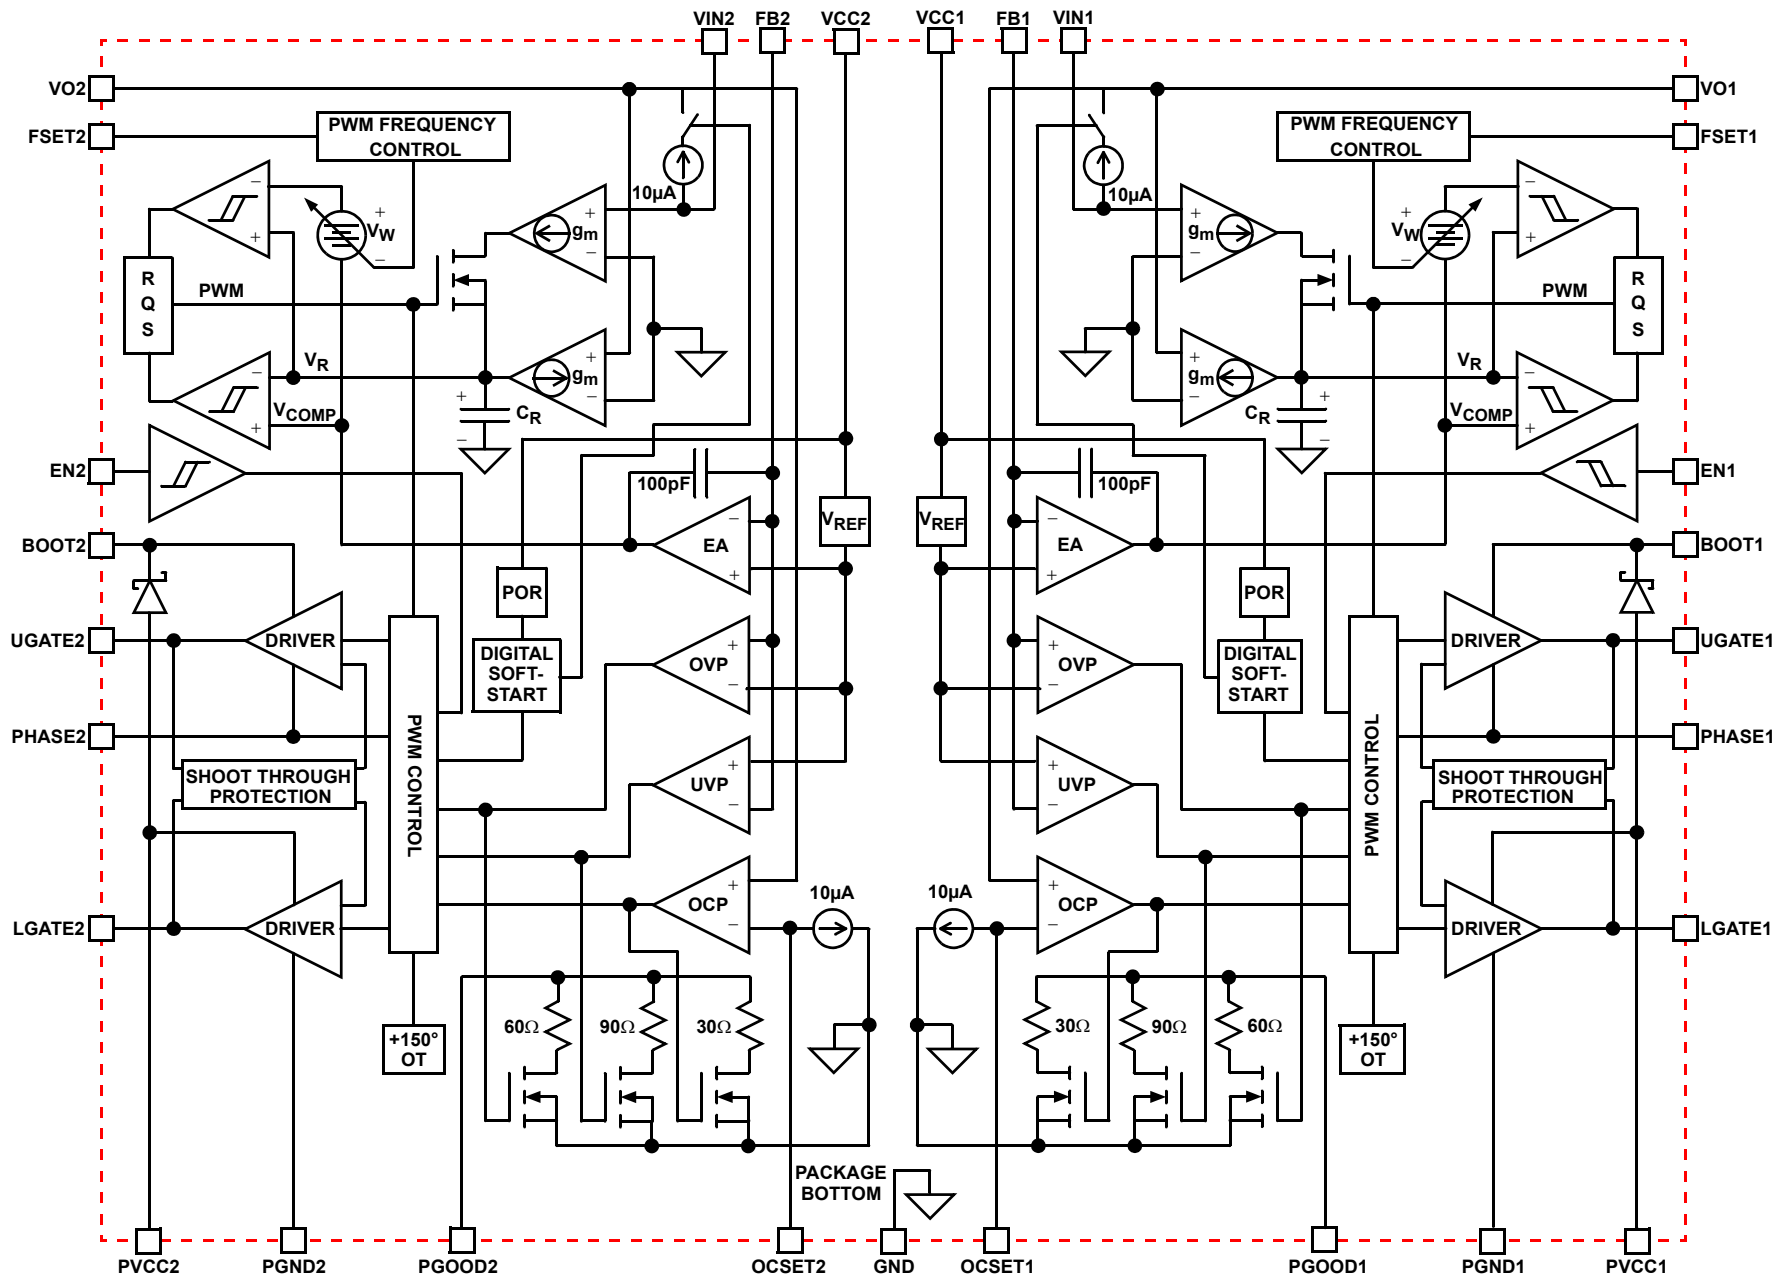 VIN2 FB2 VCC2 VCC1 FB1 VIN1
VO2
VO1
FSET2
PWM FREQUENCY
CONTROL
PWM FREQUENCY
CONTROL
FSET1
10µA
10µA
− +
+ −
+ −
+ −
VW
VW
gm
gm
R
Q
S
PWM
PWM
R
Q
S
VR
VR
gm
gm
− +
+ −
+ −
− +
VCOMP
CR
+ −
CR
+ −
VCOMP
EN2
EN1
100pF
100pF
VREF
VREF
BOOT2
EA
− +
EA
− +
BOOT1
POR
POR
UGATE2
DRIVER
DIGITAL
SOFT-
START
OVP
+ −
OVP
+ −
DIGITAL
SOFT-
START
DRIVER
UGATE1
PHASE2
PHASE1
PWM CONTROL
PWM CONTROL
SHOOT THROUGH
PROTECTION
UVP
+ −
UVP
+ −
SHOOT THROUGH
PROTECTION
LGATE2
DRIVER
OCP
+ −
10µA
10µA
OCP
+ −
DRIVER
LGATE1
+150°
OT
60Ω 90Ω 30Ω
30Ω 90Ω 60Ω
+150°
OT
PACKAGE
BOTTOM
PVCC2 PGND2 PGOOD2 OCSET2 GND OCSET1 PGOOD1 PGND1 PVCC1